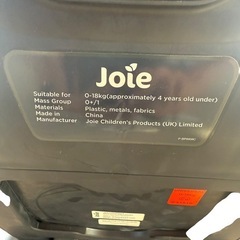 Joie
Suitable for 0-18kg(approximately 4 years old under)
Mass Group 0+/1
Materials Plastic, metals, fabrics
Made in China
Manufacturer Joie Children's Products (UK) Limited